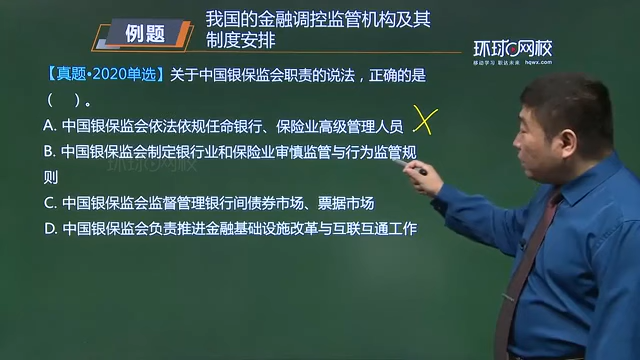 例题
我国的金融调控监管机构及其
制度安排
环球网校
移动学习 职达未来 hqwx.com
【真题·2020单选】关于中国银保监会职责的说法，正确的是
（ ）。
A. 中国银保监会依法依规任命银行、保险业高级管理人员
B. 中国银保监会制定银行业和保险业审慎监管与行为监管规
则
环球网校
C. 中国银保监会监督管理银行间债券市场、票据市场
D. 中国银保监会负责推进金融基础设施改革与互联互通工作